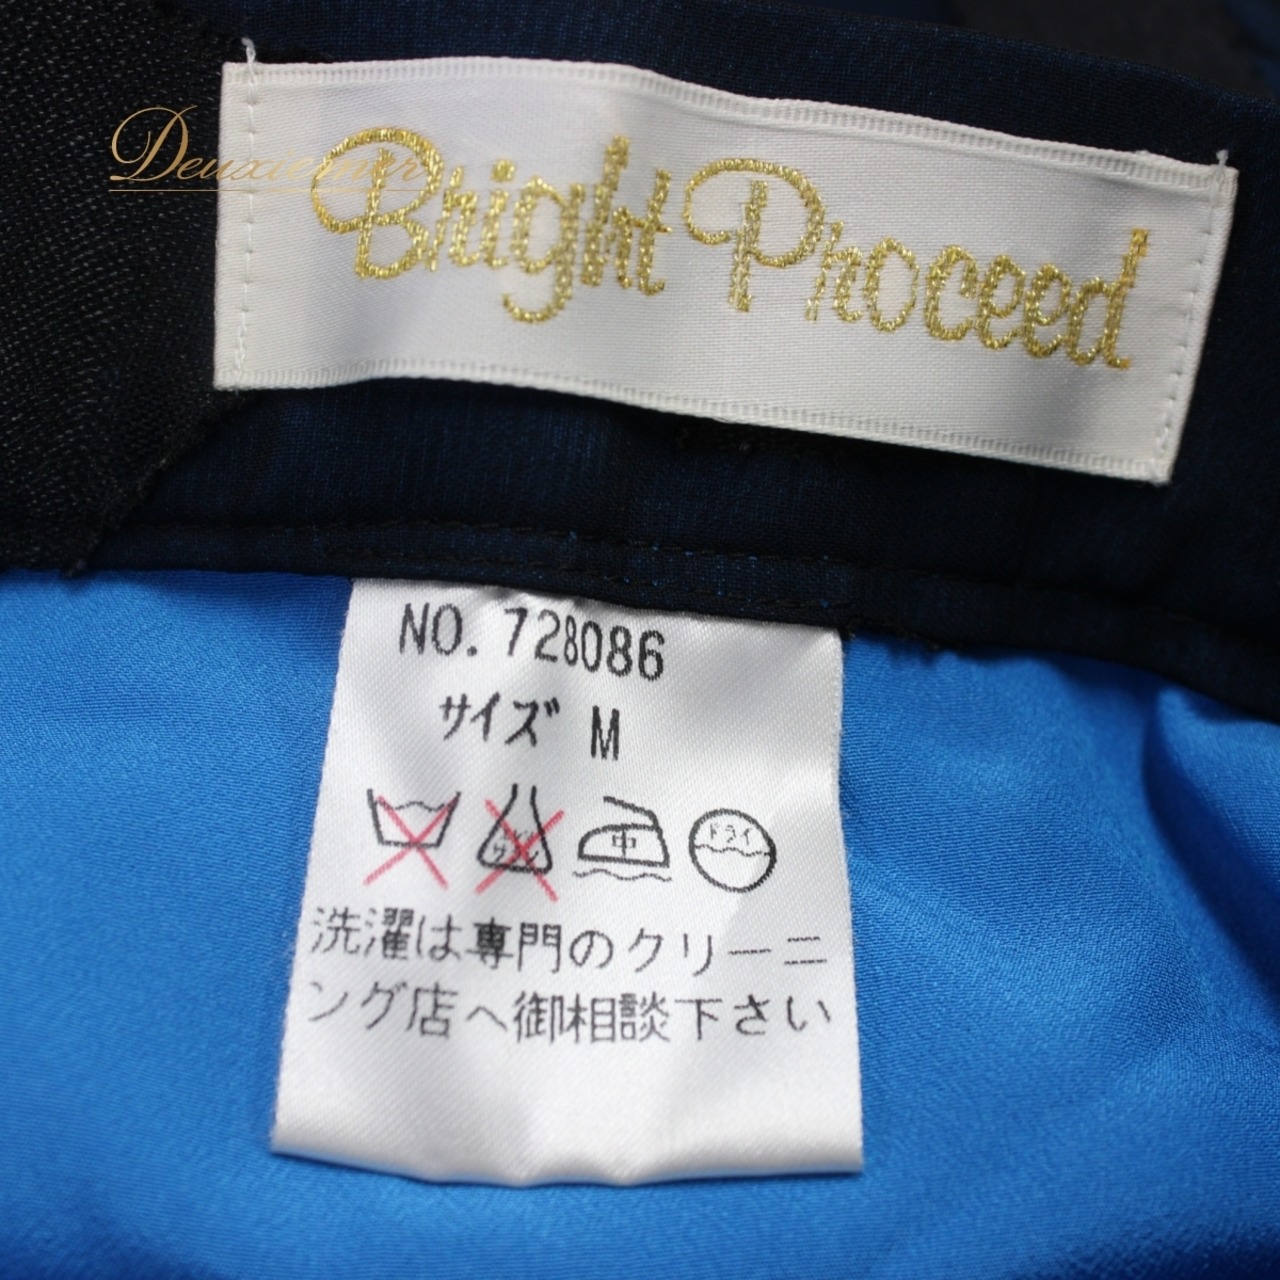 Deuxiemer
Bright Proceed
NO. 728086
サイズ M
中 ドライ
洗濯は専門のクリーニ
ング店へ御相談下さい